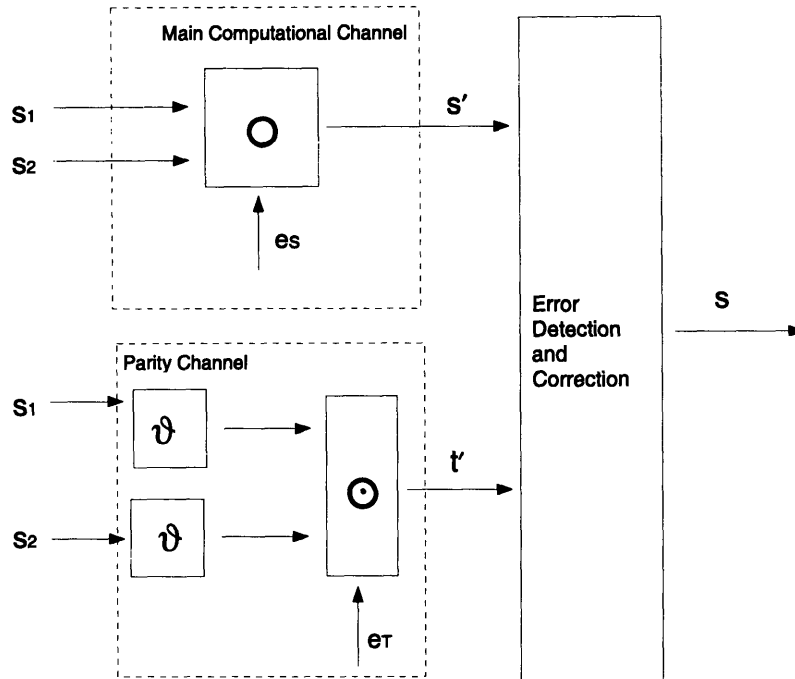 Main Computational Channel
s1
s2
○
es
s′
Error
Detection
and
Correction
s
Parity Channel
s1
ϑ
s2
ϑ
⊙
eT
t′